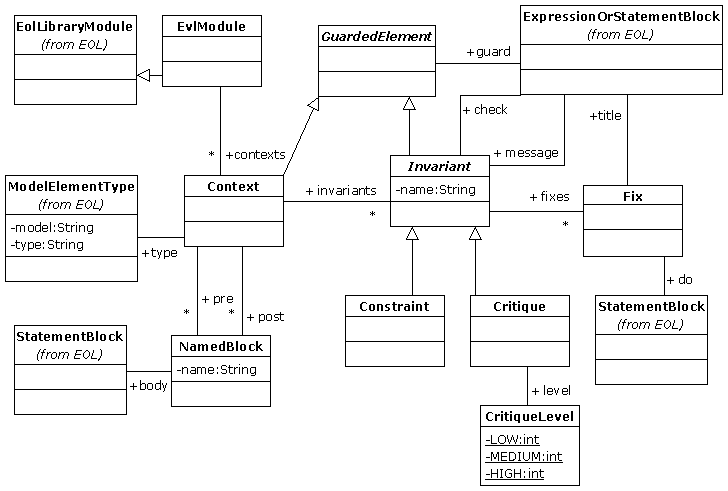 EolLibraryModule
(from EOL)
EvlModule
GuardedElement
ExpressionOrStatementBlock
(from EOL)
+guard
+ check
+title
+ message
*
+contexts
ModelElementType
(from EOL)
-model:String
-type:String
+type
Context
+ invariants
*
Invariant
-name:String
+ fixes
*
Fix
+ pre
*
*
+ post
+ do
StatementBlock
(from EOL)
+body
NamedBlock
-name:String
Constraint
Critique
StatementBlock
(from EOL)
+ level
CritiqueLevel
-LOW:int
-MEDIUM:int
-HIGH:int